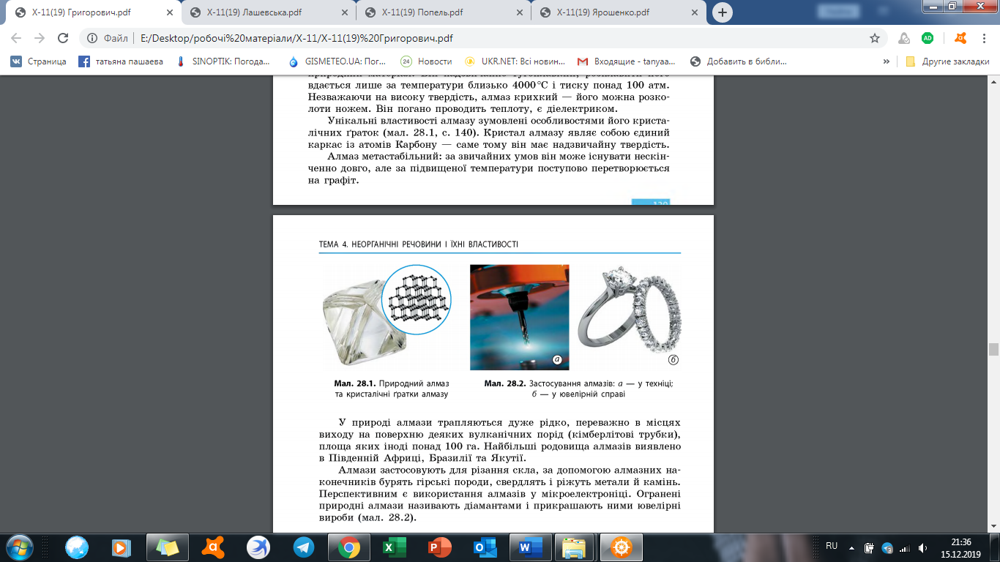 X-11(19) Григорович.pdf
X-11(19) Лашевська.pdf
X-11(19) Попель.pdf
X-11(19) Ярошенко.pdf
Файл
E:/Desktop/робочі%20матеріали/X-11/X-11(19)%20Григорович.pdf
AD
Страница
татьяна пашаева
SINOPTIK: Погода...
GISMETEO.UA: Пог...
24 Новости
UKR.NET: Всі новин...
Входящие - tanyaa...
Добавить в библи...
»
Другие закладки
вдається лише за температури близько 4000 °С і тиску понад 100 атм.
Незважаючи на високу твердість, алмаз крихкий — його можна розко-
лоти ножем. Він погано проводить теплоту, є діелектриком.
Унікальні властивості алмазу зумовлені особливостями його криста-
лічних ґраток (мал. 28.1, с. 140). Кристал алмазу являє собою єдиний
каркас із атомів Карбону — саме тому він має надзвичайну твердість.
Алмаз метастабільний: за звичайних умов він може існувати нескін-
ченно довго, але за підвищеної температури поступово перетворюється
на графіт.
ТЕМА 4. НЕОРГАНІЧНІ РЕЧОВИНИ І ЇХНІ ВЛАСТИВОСТІ
а
б
Мал. 28.1. Природний алмаз
та кристалічні ґратки алмазу
Мал. 28.2. Застосування алмазів: а — у техніці;
б — у ювелірній справі
У природі алмази трапляються дуже рідко, переважно в місцях
виходу на поверхню деяких вулканічних порід (кімберлітові трубки),
площа яких іноді понад 100 га. Найбільші родовища алмазів виявлено
в Південній Африці, Бразилії та Якутії.
Алмази застосовують для різання скла, за допомогою алмазних на-
конечників бурять гірські породи, свердлять і ріжуть метали й камінь.
Перспективним є використання алмазів у мікроелектроніці. Огранені
природні алмази називають діамантами і прикрашають ними ювелірні
вироби (мал. 28.2).
RU
21:36
15.12.2019